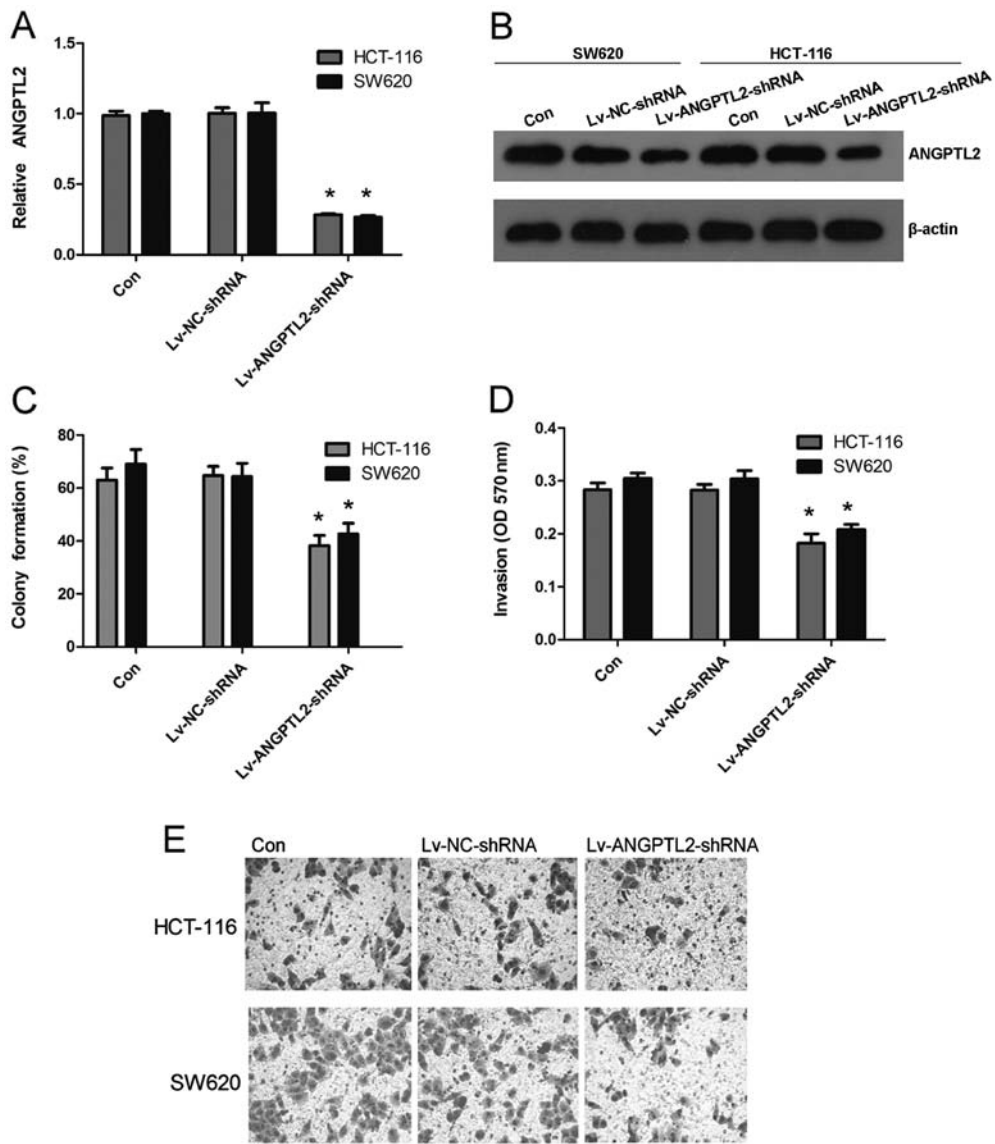 A
1.5
1.0
0.5
0.0
Relative ANGPTL2
HCT-116
SW620
*
*
Con
Lv-NC-shRNA
Lv-ANGPTL2-shRNA
B
SW620
HCT-116
Con
Lv-NC-shRNA
Lv-ANGPTL2-shRNA
Con
Lv-NC-shRNA
Lv-ANGPTL2-shRNA
ANGPTL2
β-actin
C
80
60
40
20
0
Colony formation (%)
HCT-116
SW620
*
*
Con
Lv-NC-shRNA
Lv-ANGPTL2-shRNA
D
0.4
0.3
0.2
0.1
0.0
Invasion (OD 570 nm)
HCT-116
SW620
*
*
Con
Lv-NC-shRNA
Lv-ANGPTL2-shRNA
E
Con
Lv-NC-shRNA
Lv-ANGPTL2-shRNA
HCT-116
SW620